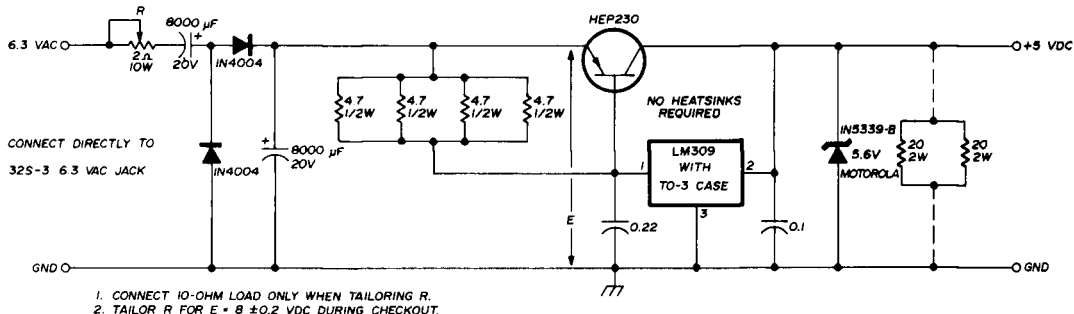 HEP230
R
8000 µF
6.3 VAC
+
2Ω
10W
20V
IN4004
+5 VDC
4.7
1/2W
4.7
1/2W
4.7
1/2W
4.7
1/2W
NO HEATSINKS
REQUIRED
CONNECT DIRECTLY TO
32S-3 6.3 VAC JACK
IN4004
+
8000 µF
20V
E
1
LM309
WITH
TO-3 CASE
2
3
IN5339-B
5.6V
MOTOROLA
20
2W
20
2W
0.22
0.1
GND
GND
1. CONNECT 10-OHM LOAD ONLY WHEN TAILORING R.
2. TAILOR R FOR E = 8 ±0.2 VDC DURING CHECKOUT.